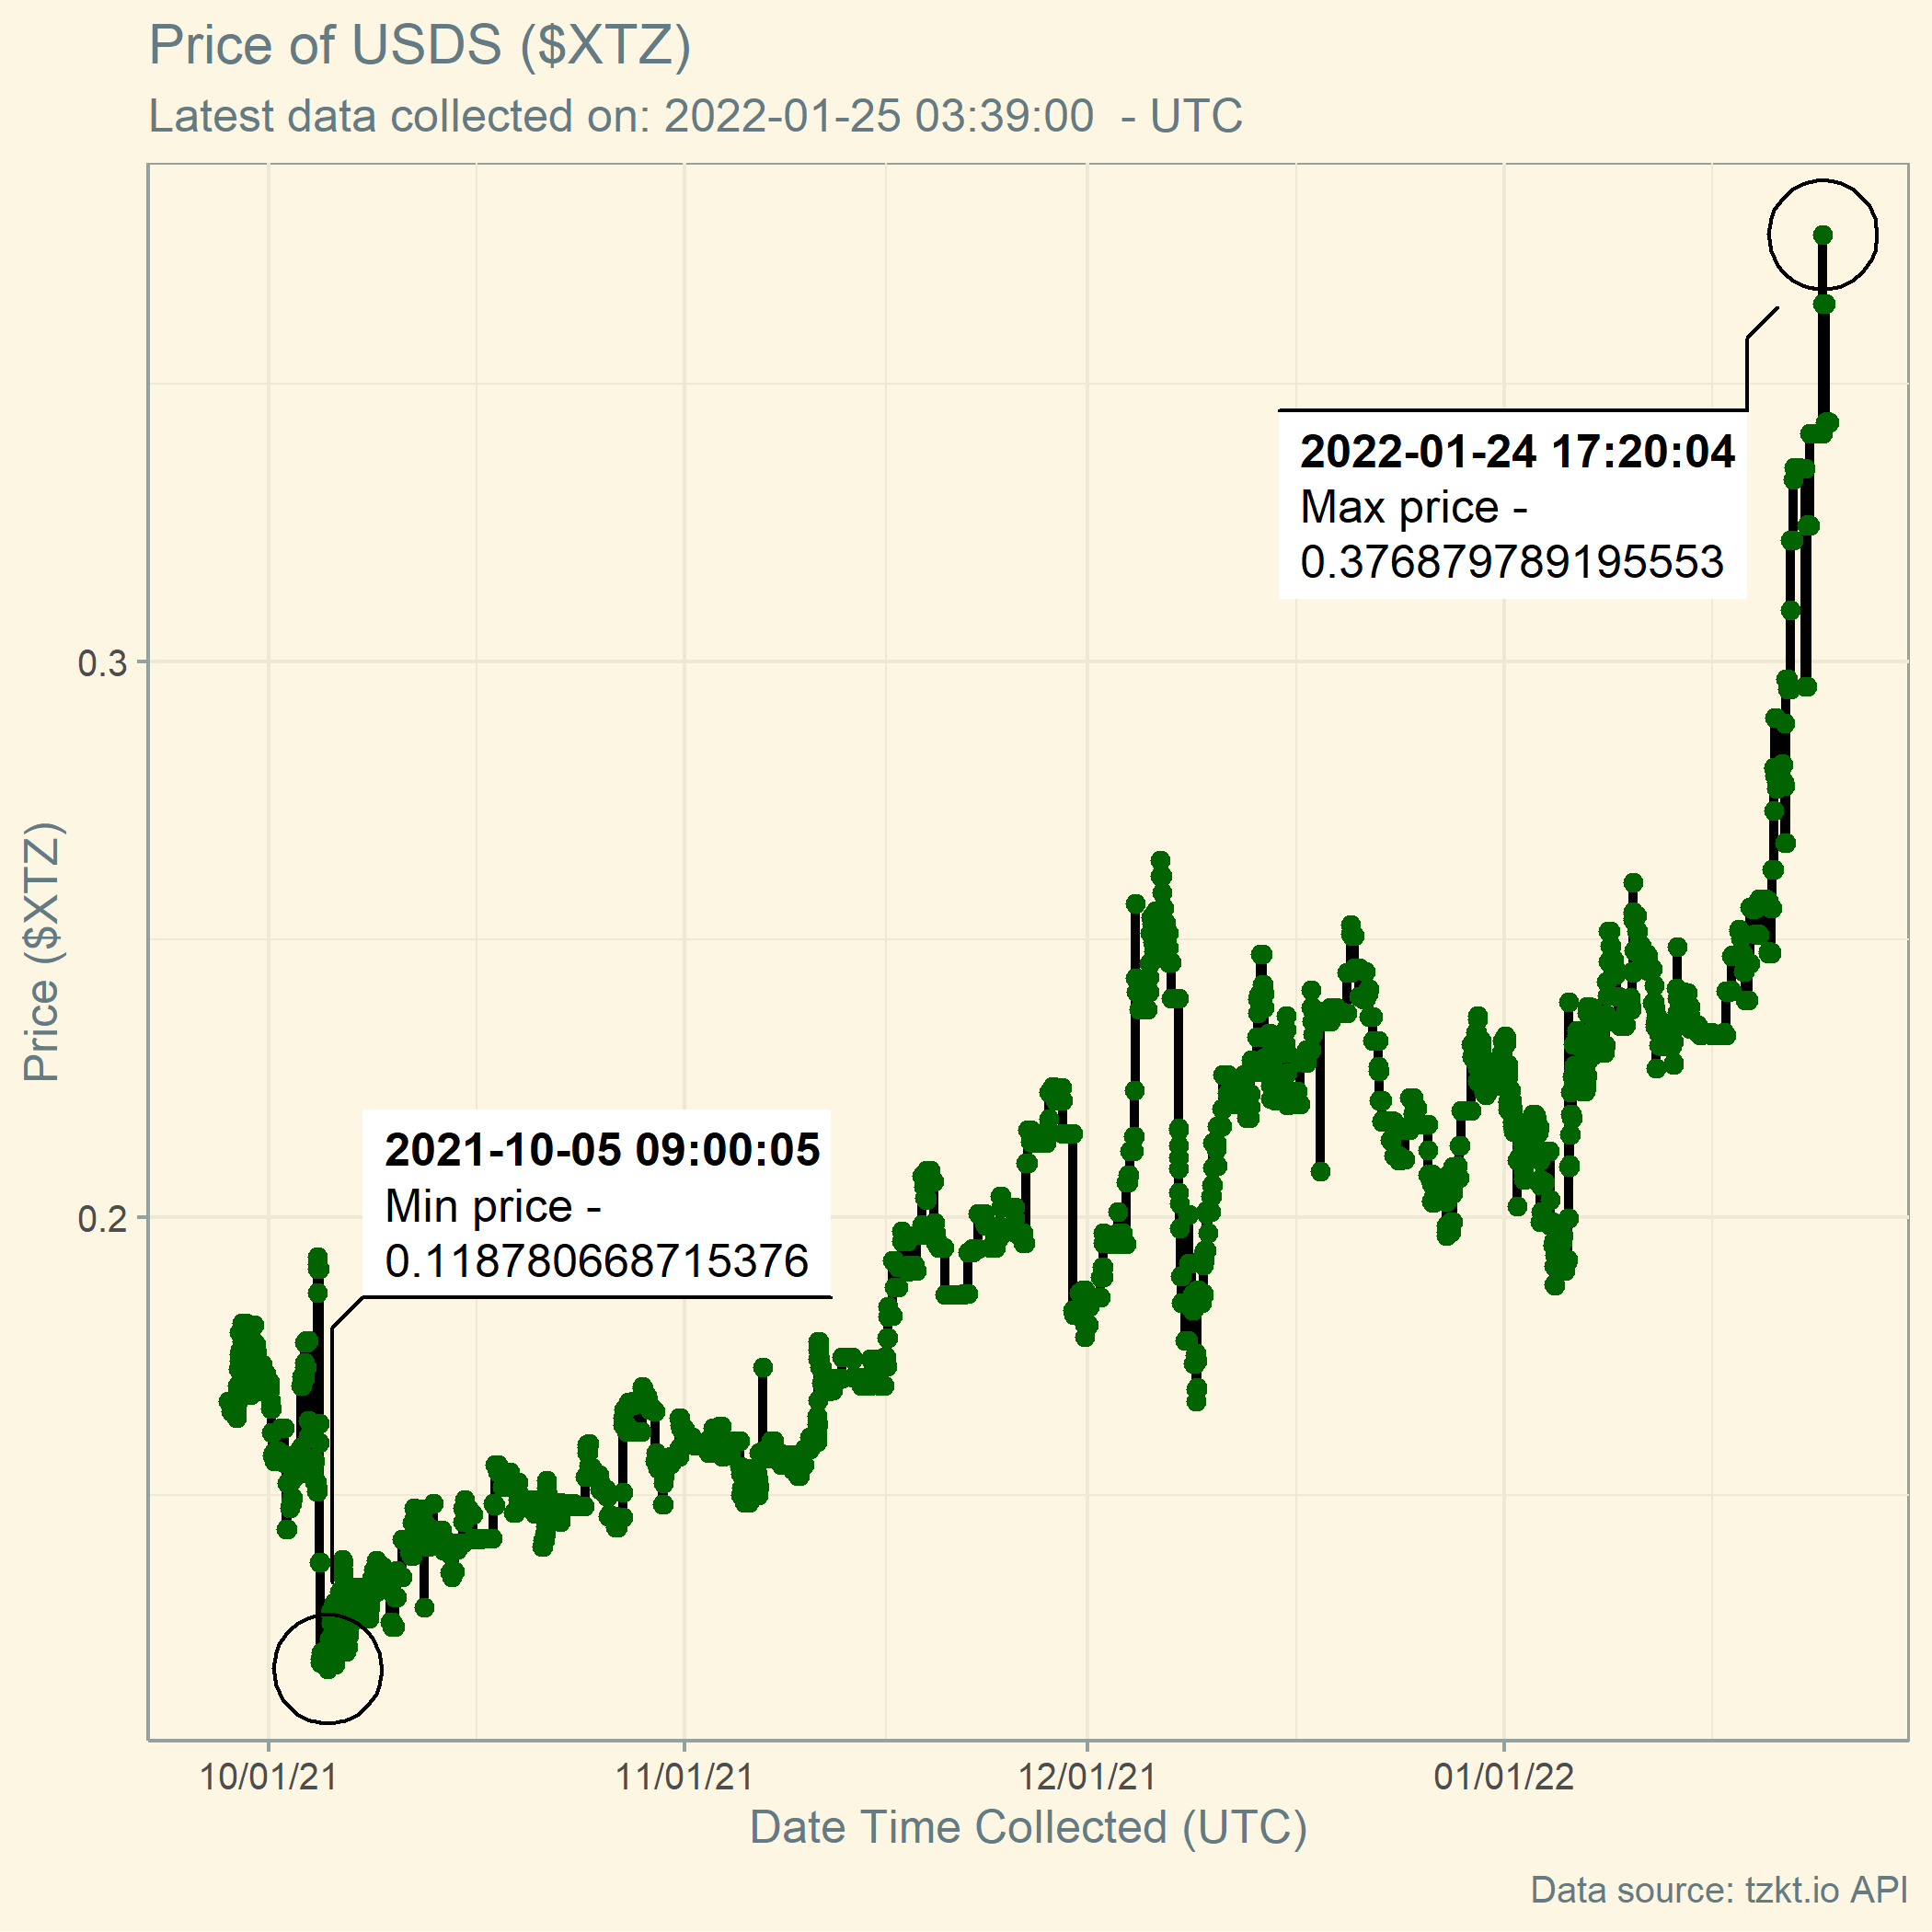 Price of USDS ($XTZ)
Latest data collected on: 2022-01-25 03:39:00  - UTC
2022-01-24 17:20:04
Max price -
0.376879789195553
0.3
Price ($XTZ)
2021-10-05 09:00:05
Min price -
0.118780668715376
0.2
10/01/21
11/01/21
12/01/21
01/01/22
Date Time Collected (UTC)
Data source: tzkt.io API